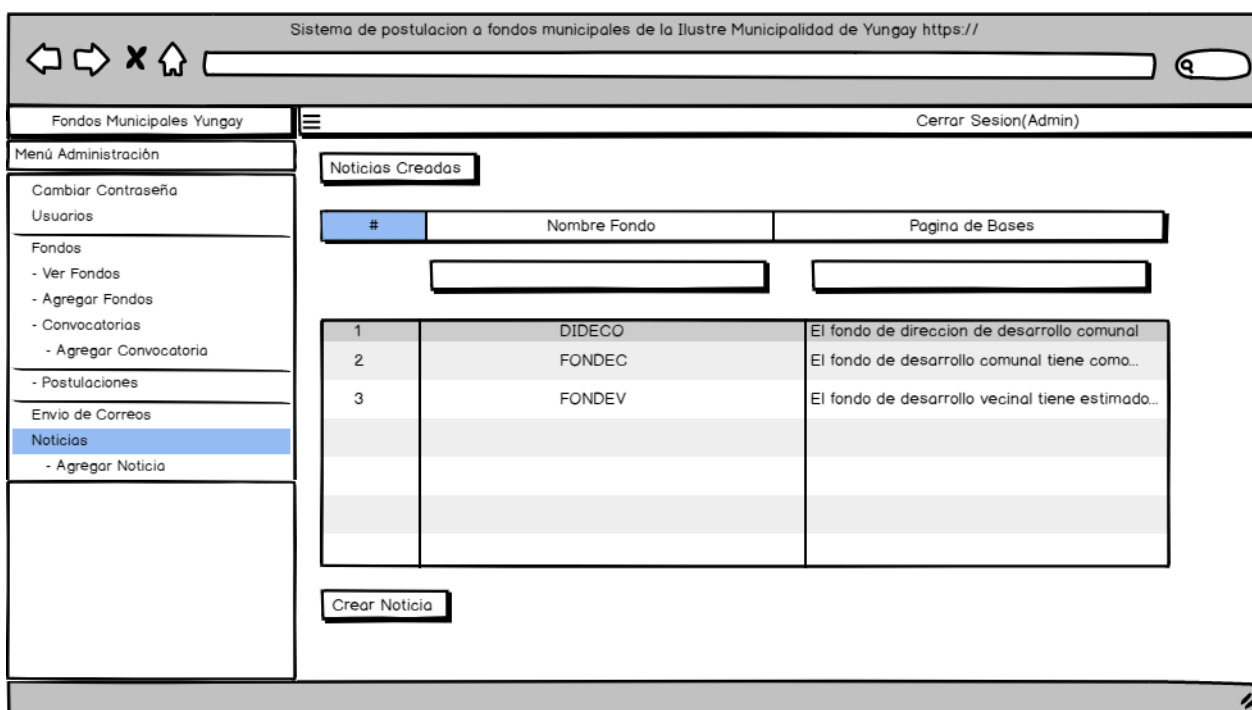 Sistema de postulacion a fondos municipales de la Ilustre Municipalidad de Yungay https://
Fondos Municipales Yungay
Cerrar Sesion(Admin)
Menú Administración
Cambiar Contraseña
Usuarios
Fondos
- Ver Fondos
- Agregar Fondos
- Convocatorias
- Agregar Convocatoria
- Postulaciones
Envio de Correos
Noticias
- Agregar Noticia
Noticias Creadas
# Nombre Fondo Pagina de Bases
1 DIDECO El fondo de direccion de desarrollo comunal
2 FONDEC El fondo de desarrollo comunal tiene como...
3 FONDEV El fondo de desarrollo vecinal tiene estimado...
Crear Noticia